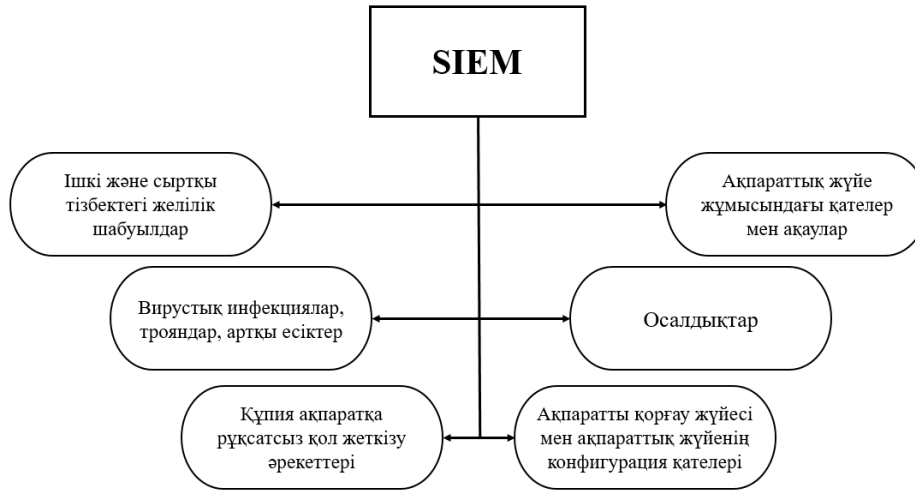 SIEM
Ішкі және сыртқы
тізбектегі желілік
шабуылдар
Ақпараттық жүйе
жұмысындағы қателер
мен ақаулар
Вирустық инфекциялар,
трояндар, артқы есіктер
Осалдықтар
Құпия ақпаратқа
рұқсатсыз қол жеткізу
әрекеттері
Ақпаратты қорғау жүйесі
мен ақпараттық жүйенің
конфигурация қателері